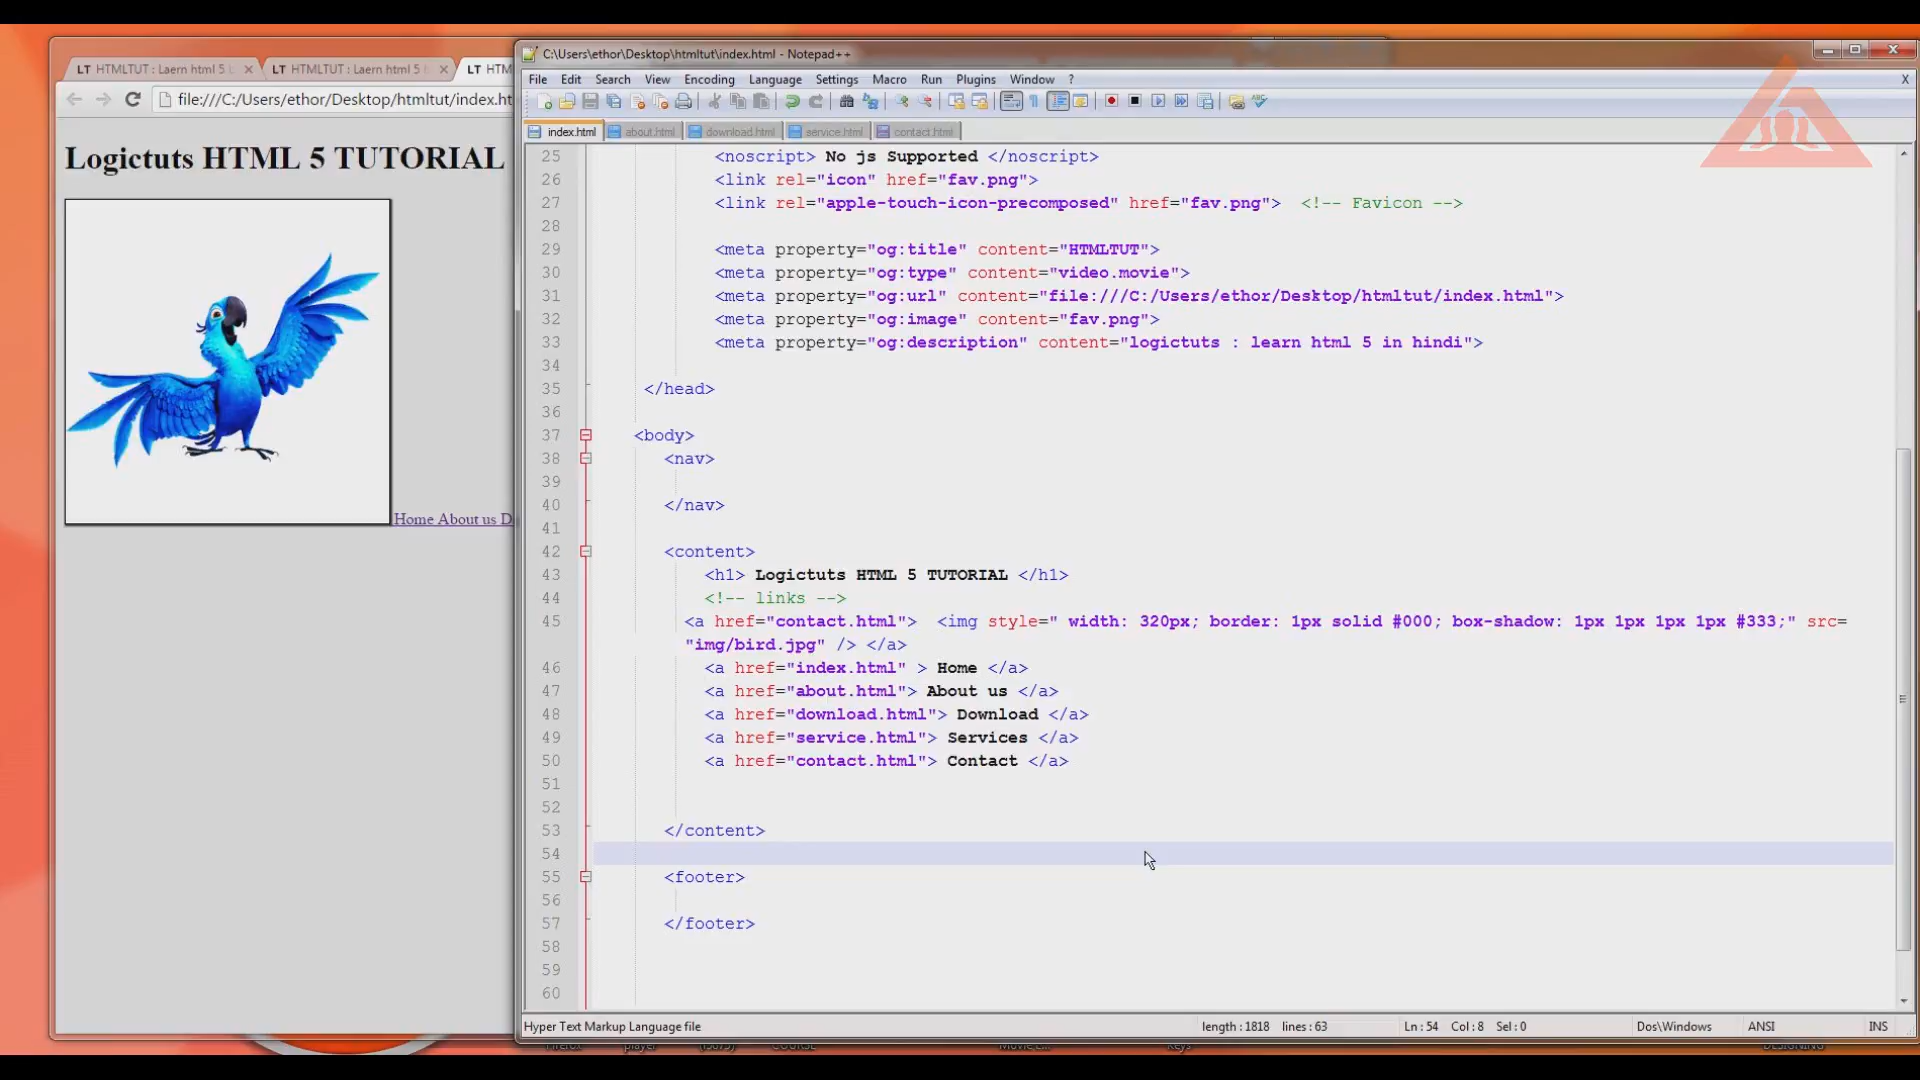 C:\Users\ethor\Desktop\htmltut\index.html - Notepad++
LT HTMLTUT : Laern html 5 t
LT HTMLTUT : Laern html 5
LT HTM
file:///C:/Users/ethor/Desktop/htmltut/index.ht
File Edit Search View Encoding Language Settings Macro Run Plugins Window ? X
index.html about.html download.html service.html contact.html
Logictuts HTML 5 TUTORIAL
Home About us D
25 <noscript> No js Supported </noscript>
26 <link rel="icon" href="fav.png">
27 <link rel="apple-touch-icon-precomposed" href="fav.png"> <!-- Favicon -->
28
29 <meta property="og:title" content="HTMLTUT">
30 <meta property="og:type" content="video.movie">
31 <meta property="og:url" content="file:///C:/Users/ethor/Desktop/htmltut/index.html">
32 <meta property="og:image" content="fav.png">
33 <meta property="og:description" content="logictuts : learn html 5 in hindi">
34
35 </head>
36
37 <body>
38 <nav>
39
40 </nav>
41
42 <content>
43 <h1> Logictuts HTML 5 TUTORIAL </h1>
44 <!-- links -->
45 <a href="contact.html"> <img style=" width: 320px; border: 1px solid #000; box-shadow: 1px 1px 1px 1px #333;" src=
"img/bird.jpg" /> </a>
46 <a href="index.html" > Home </a>
47 <a href="about.html"> About us </a>
48 <a href="download.html"> Download </a>
49 <a href="service.html"> Services </a>
50 <a href="contact.html"> Contact </a>
51
52
53 </content>
54
55 <footer>
56
57 </footer>
58
59
60
Hyper Text Markup Language file length : 1818 lines : 63 Ln : 54 Col : 8 Sel : 0 Dos\Windows ANSI INS